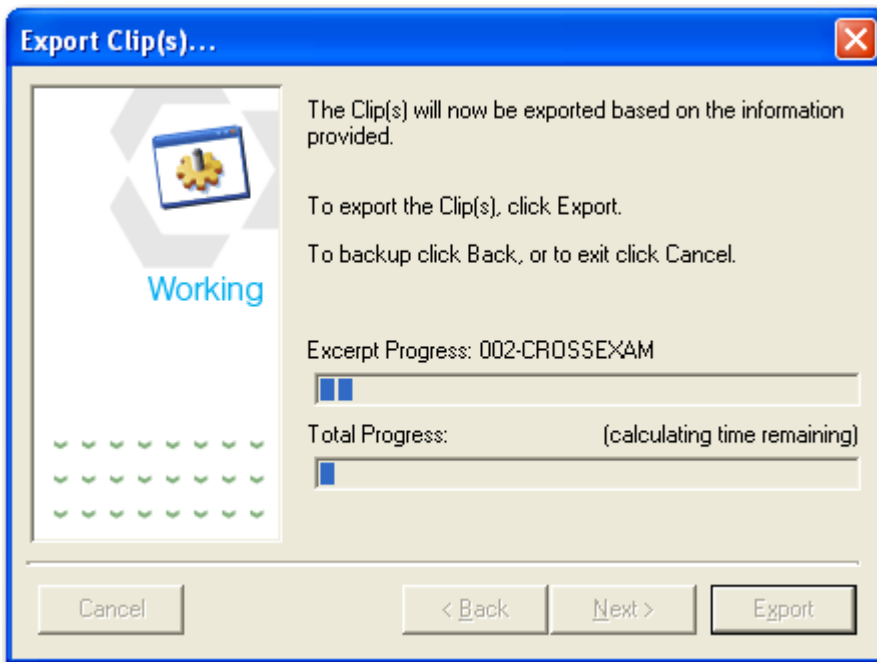 Export Clip(s)...
The Clip(s) will now be exported based on the information
provided.
To export the Clip(s), click Export.
To backup click Back, or to exit click Cancel.
Working
Excerpt Progress: 002-CROSSEXAM
Total Progress: (calculating time remaining)
Cancel < Back Next > Export